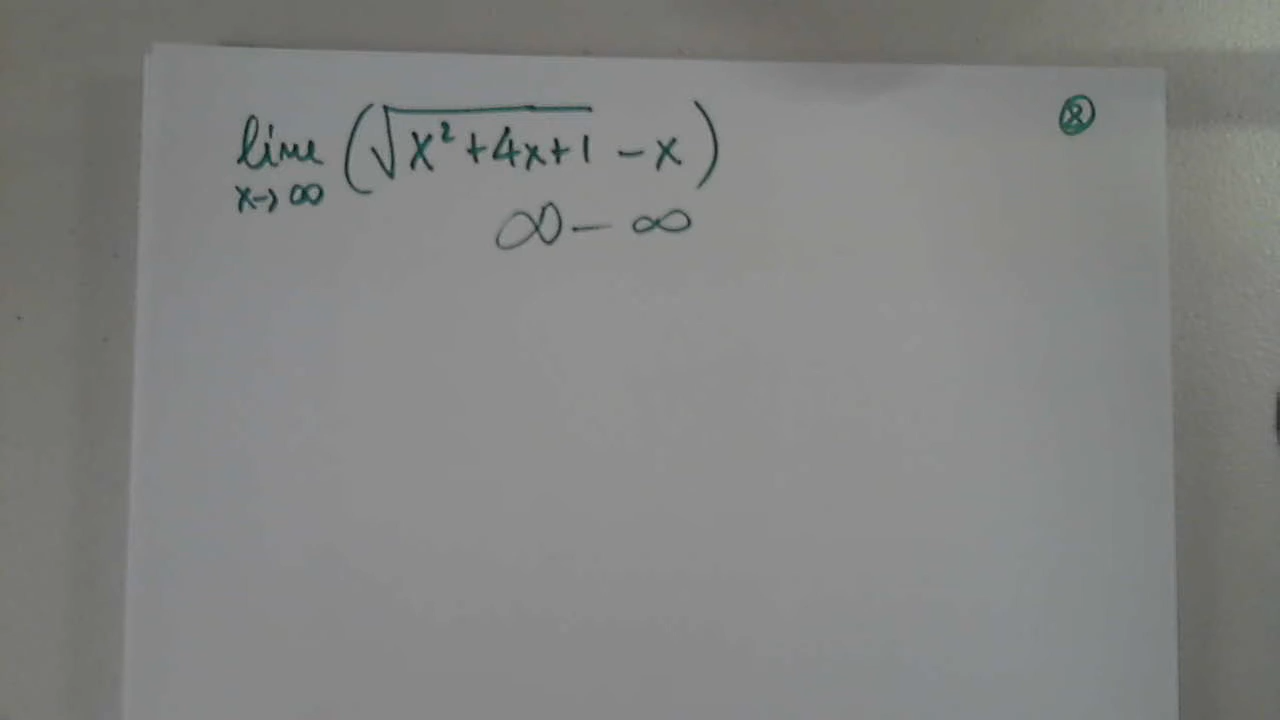 lim (√x²+4x+1 - x) ⑧
x→∞
∞ - ∞